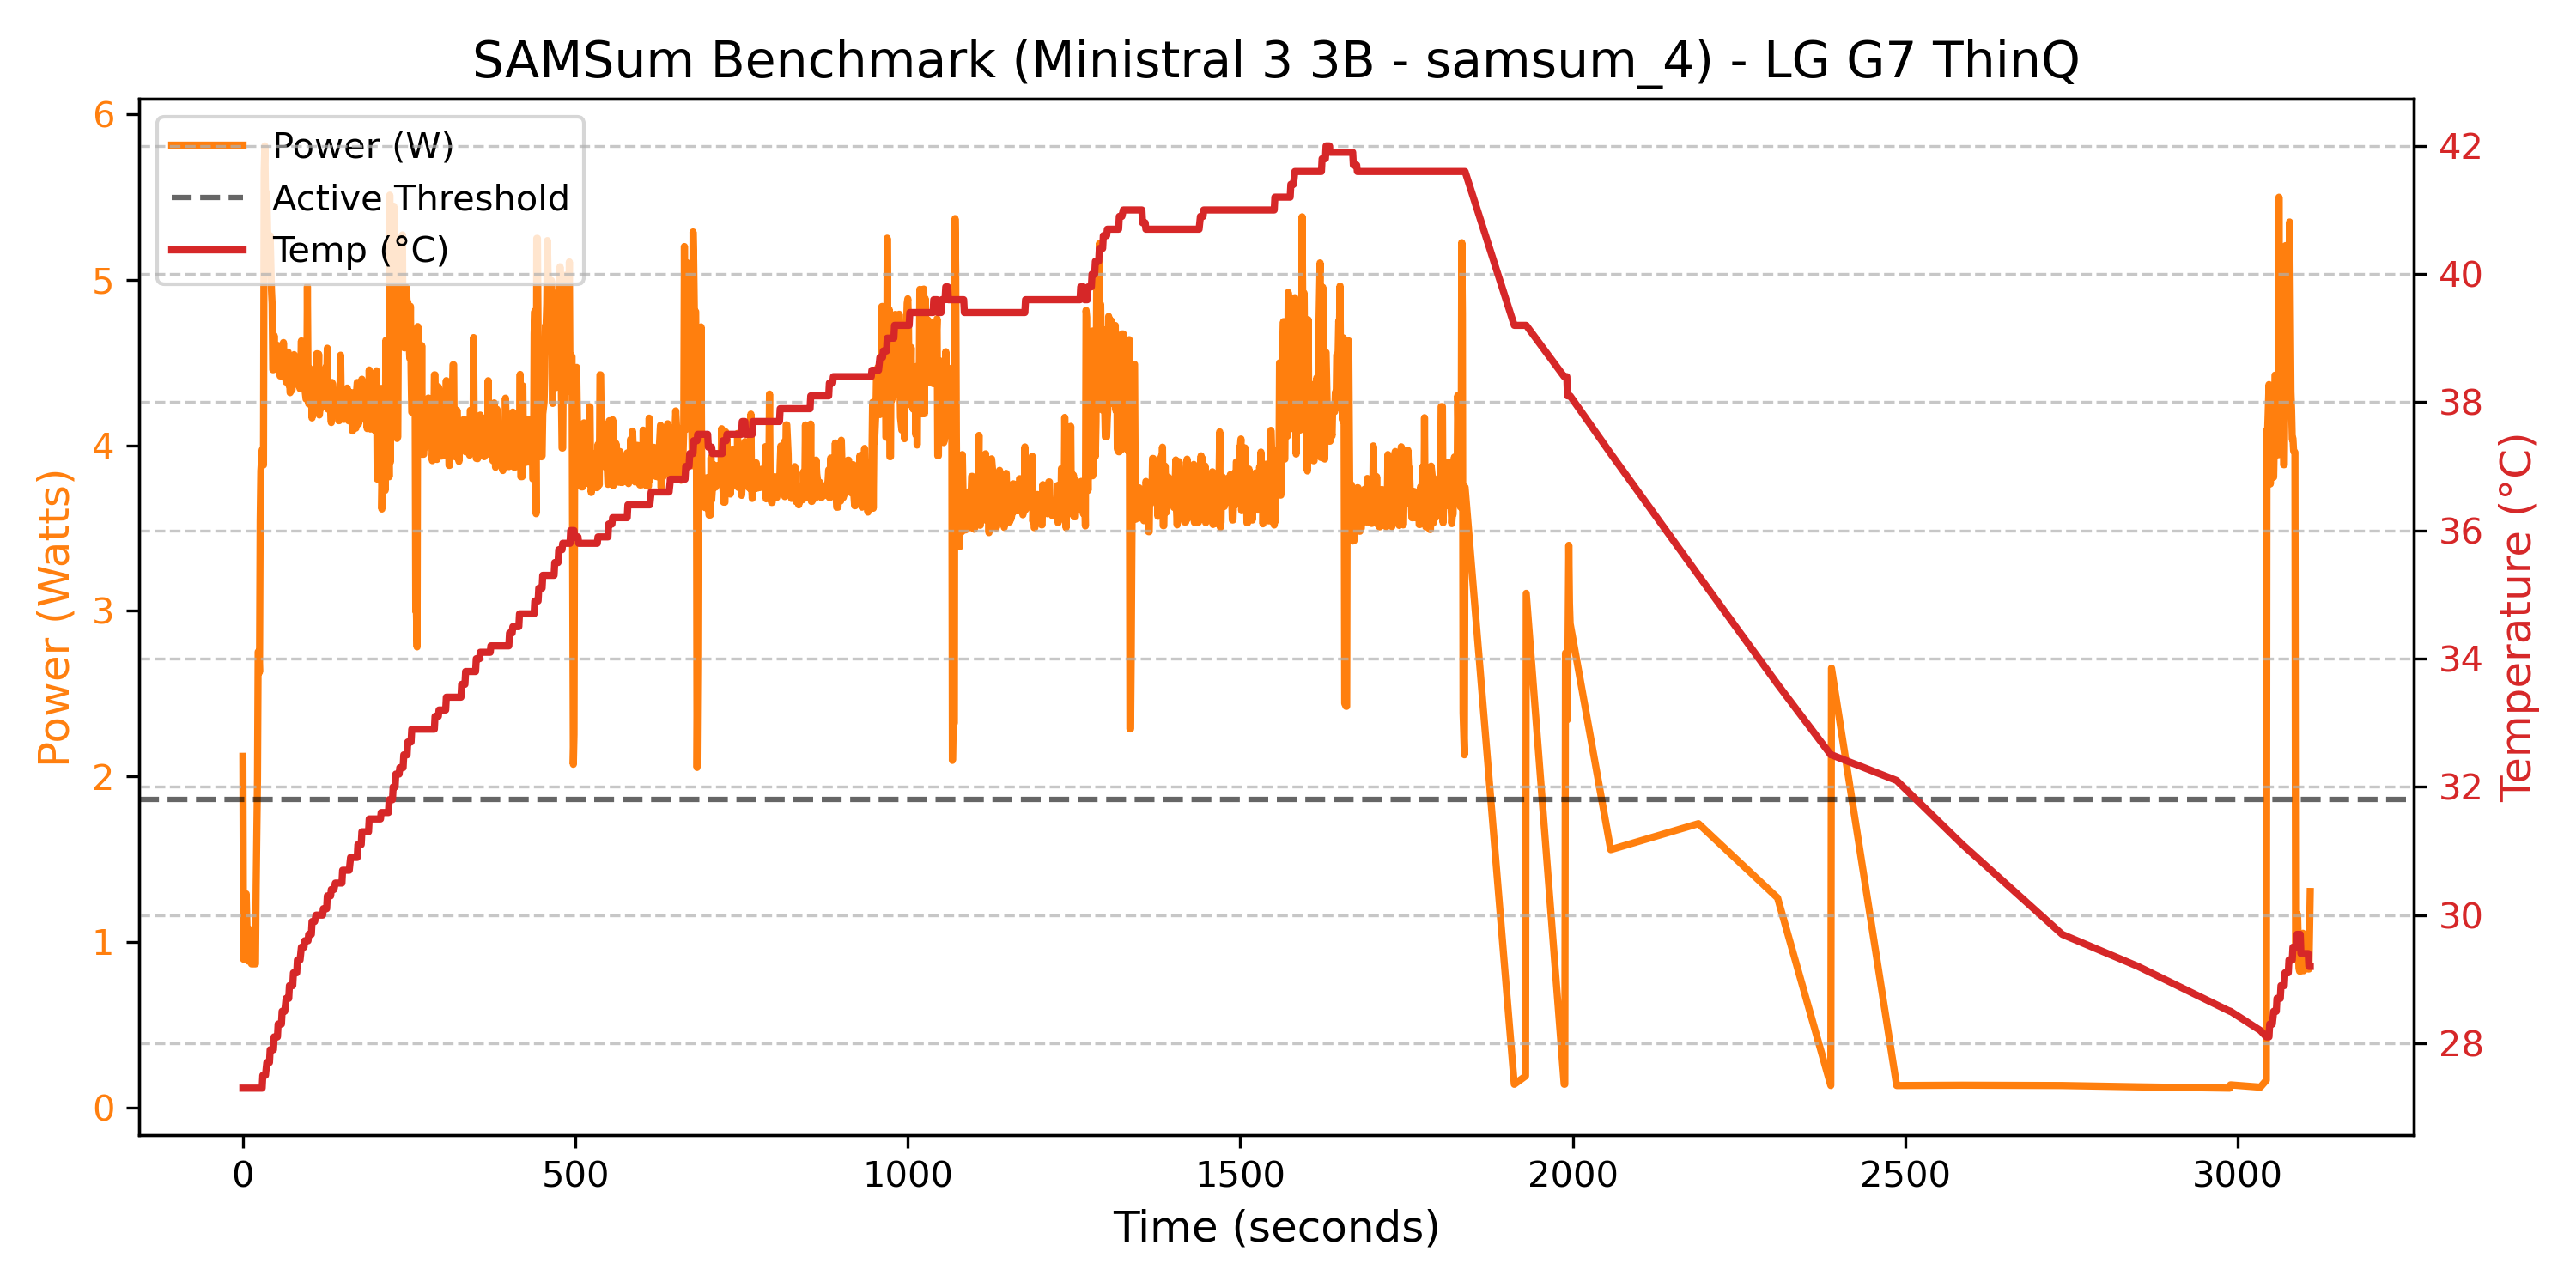 SAMSum Benchmark (Ministral 3 3B - samsum_4) - LG G7 ThinQ
Power (W)
Active Threshold
Temp (°C)
Power (Watts)
6
5
4
3
2
1
0
42
40
38
36
34
32
30
28
Temperature (°C)
0 500 1000 1500 2000 2500 3000
Time (seconds)